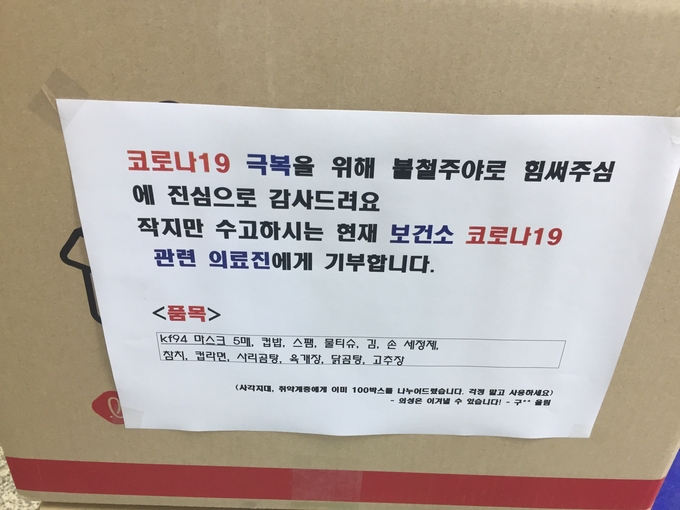 코로나19 극복을 위해 불철주야로 힘써주심
에 진심으로 감사드려요
작지만 수고하시는 현재 보건소 코로나19
관련 의료진에게 기부합니다.
<품목>
kf94 마스크 5매, 컵밥, 스팸, 물티슈, 김, 손 세정제,
참치, 컵라면, 사리곰탕, 육개장, 닭곰탕, 고추장
(사각지대, 취약계층에게 이미 100박스를 나누어드렸습니다. 걱정 말고 사용하세요)
- 의성은 이겨낼 수 있습니다! - 구** 올림